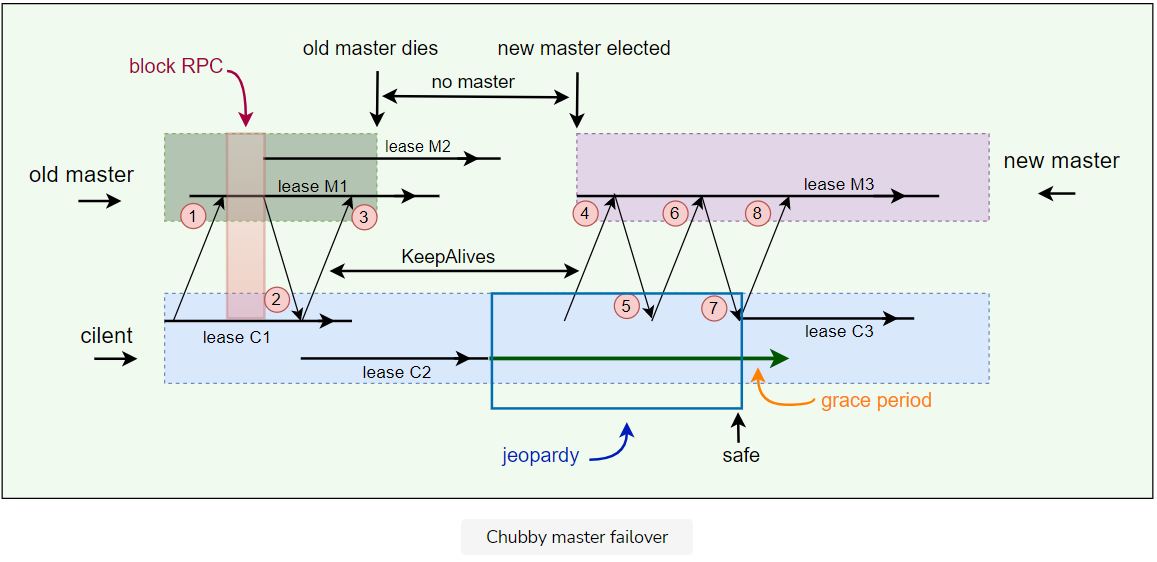 old master dies
new master elected
block RPC
no master
lease M2
old master
lease M1
lease M3
new master
1
3
4
6
8
KeepAlives
2
5
7
cilent
lease C1
lease C3
lease C2
grace period
jeopardy
safe
Chubby master failover